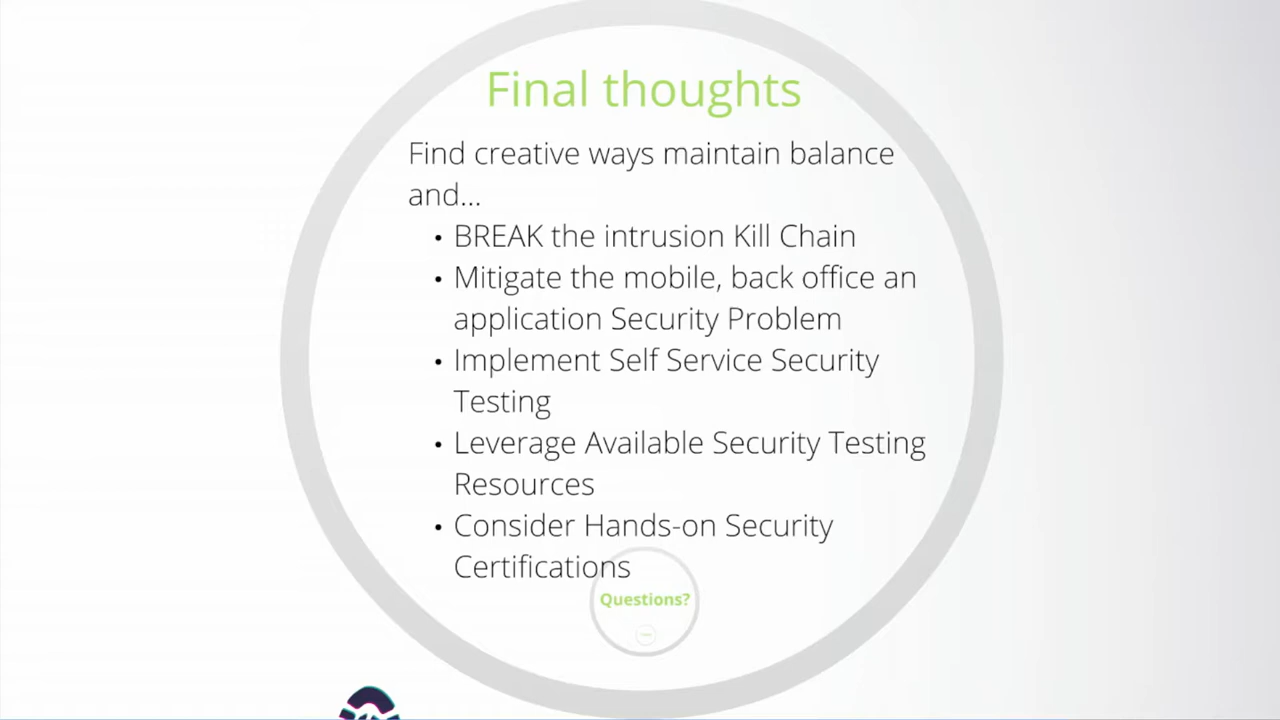 Final thoughts
Find creative ways maintain balance
and...
• BREAK the intrusion Kill Chain
• Mitigate the mobile, back office an
application Security Problem
• Implement Self Service Security
Testing
• Leverage Available Security Testing
Resources
• Consider Hands-on Security
Certifications
Questions?